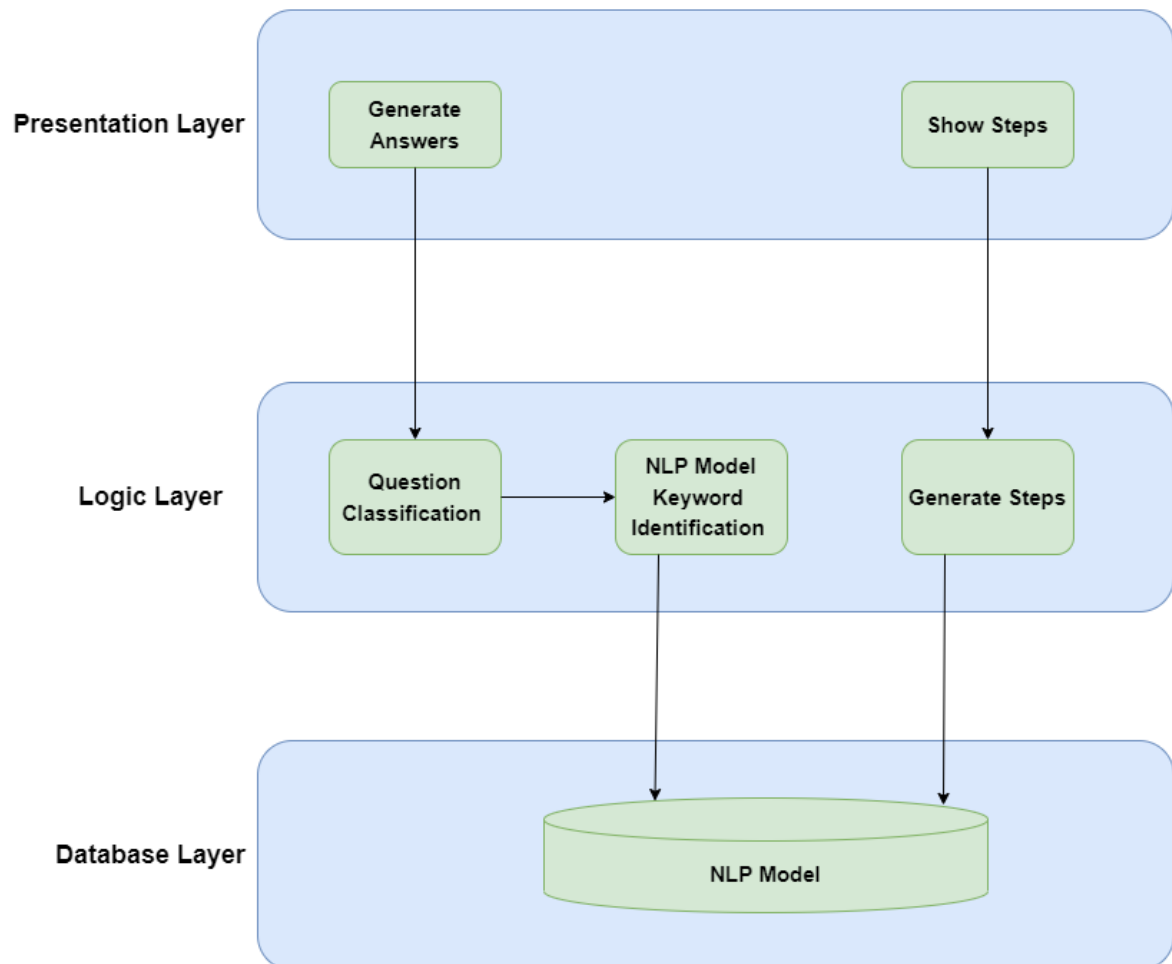 Presentation Layer
Generate
Answers
Show Steps
Logic Layer
Question
Classification
NLP Model
Keyword
Identification
Generate Steps
Database Layer
NLP Model